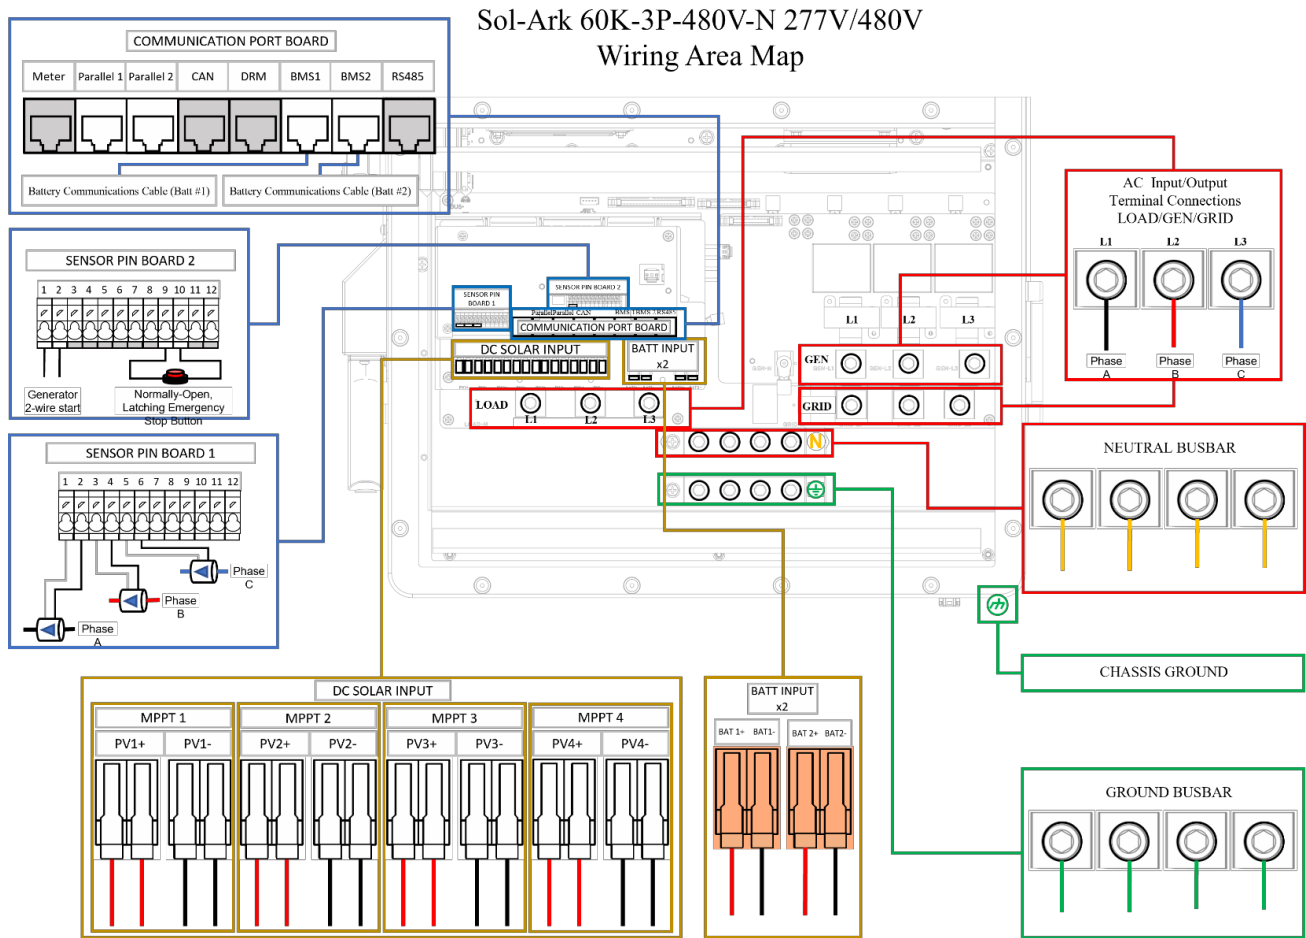 Sol-Ark 60K-3P-480V-N 277V/480V
Wiring Area Map
COMMUNICATION PORT BOARD
Meter Parallel 1 Parallel 2 CAN DRM BMS1 BMS2 RS485
Battery Communications Cable (Batt #1) Battery Communications Cable (Batt #2)
SENSOR PIN BOARD 2
1 2 3 4 5 6 7 8 9 10 11 12
Generator
2-wire start
Normally-Open,
Latching Emergency
Stop Button
SENSOR PIN BOARD 1
1 2 3 4 5 6 7 8 9 10 11 12
Phase
C
Phase
B
Phase
A
SENSOR PIN
BOARD 1
SENSOR PIN BOARD 2
COMMUNICATION PORT BOARD
DC SOLAR INPUT
BATT INPUT
x2
LOAD
L1 L2 L3
L1 L2 L3
GEN
GRID
N
AC Input/Output
Terminal Connections
LOAD/GEN/GRID
L1 L2 L3
Phase
A
Phase
B
Phase
C
NEUTRAL BUSBAR
CHASSIS GROUND
GROUND BUSBAR
DC SOLAR INPUT
MPPT 1 MPPT 2 MPPT 3 MPPT 4
PV1+ PV1- PV2+ PV2- PV3+ PV3- PV4+ PV4-
BATT INPUT
x2
BAT 1+ BAT1- BAT 2+ BAT2-